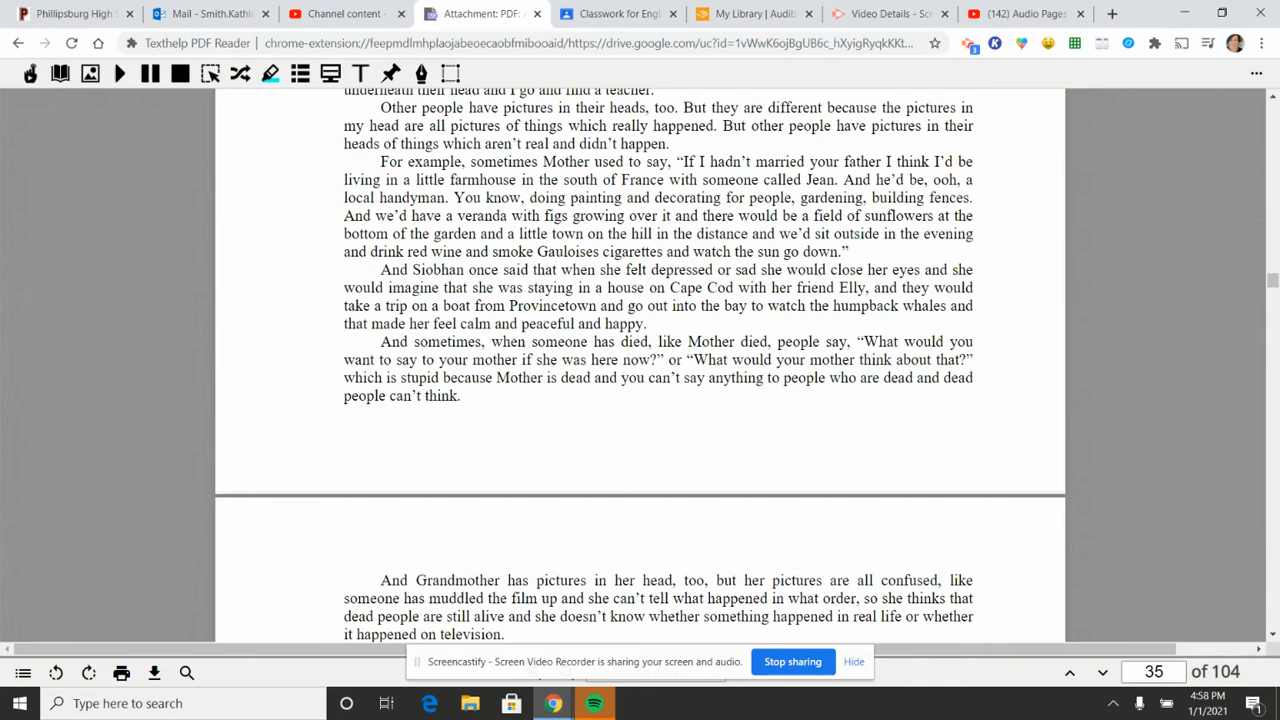 Phillipsburg High S
Mail - Smith.Kathl
Channel content -
Attachment: PDF:
Classwork for Eng
My Library | Audib
Video Details - Scr
(142) Audio Pages
Texthelp PDF Reader
chrome-extension://feepmdlmhplaojabeoecaobfmibooaid/https://drive.google.com/uc?id=1vWwK6ojBgUB6c_hXyigRyqkKKt...
underneath their head and I go and find a teacher.
Other people have pictures in their heads, too. But they are different because the pictures in
my head are all pictures of things which really happened. But other people have pictures in their
heads of things which aren't real and didn't happen.
For example, sometimes Mother used to say, “If I hadn't married your father I think I'd be
living in a little farmhouse in the south of France with someone called Jean. And he'd be, ooh, a
local handyman. You know, doing painting and decorating for people, gardening, building fences.
And we'd have a veranda with figs growing over it and there would be a field of sunflowers at the
bottom of the garden and a little town on the hill in the distance and we'd sit outside in the evening
and drink red wine and smoke Gauloises cigarettes and watch the sun go down.”
And Siobhan once said that when she felt depressed or sad she would close her eyes and she
would imagine that she was staying in a house on Cape Cod with her friend Elly, and they would
take a trip on a boat from Provincetown and go out into the bay to watch the humpback whales and
that made her feel calm and peaceful and happy.
And sometimes, when someone has died, like Mother died, people say, “What would you
want to say to your mother if she was here now?” or “What would your mother think about that?”
which is stupid because Mother is dead and you can't say anything to people who are dead and dead
people can't think.
And Grandmother has pictures in her head, too, but her pictures are all confused, like
someone has muddled the film up and she can't tell what happened in what order, so she thinks that
dead people are still alive and she doesn't know whether something happened in real life or whether
it happened on television.
Screencastify - Screen Video Recorder is sharing your screen and audio.
Stop sharing
Hide
35
of 104
Type here to search
4:58 PM
1/1/2021